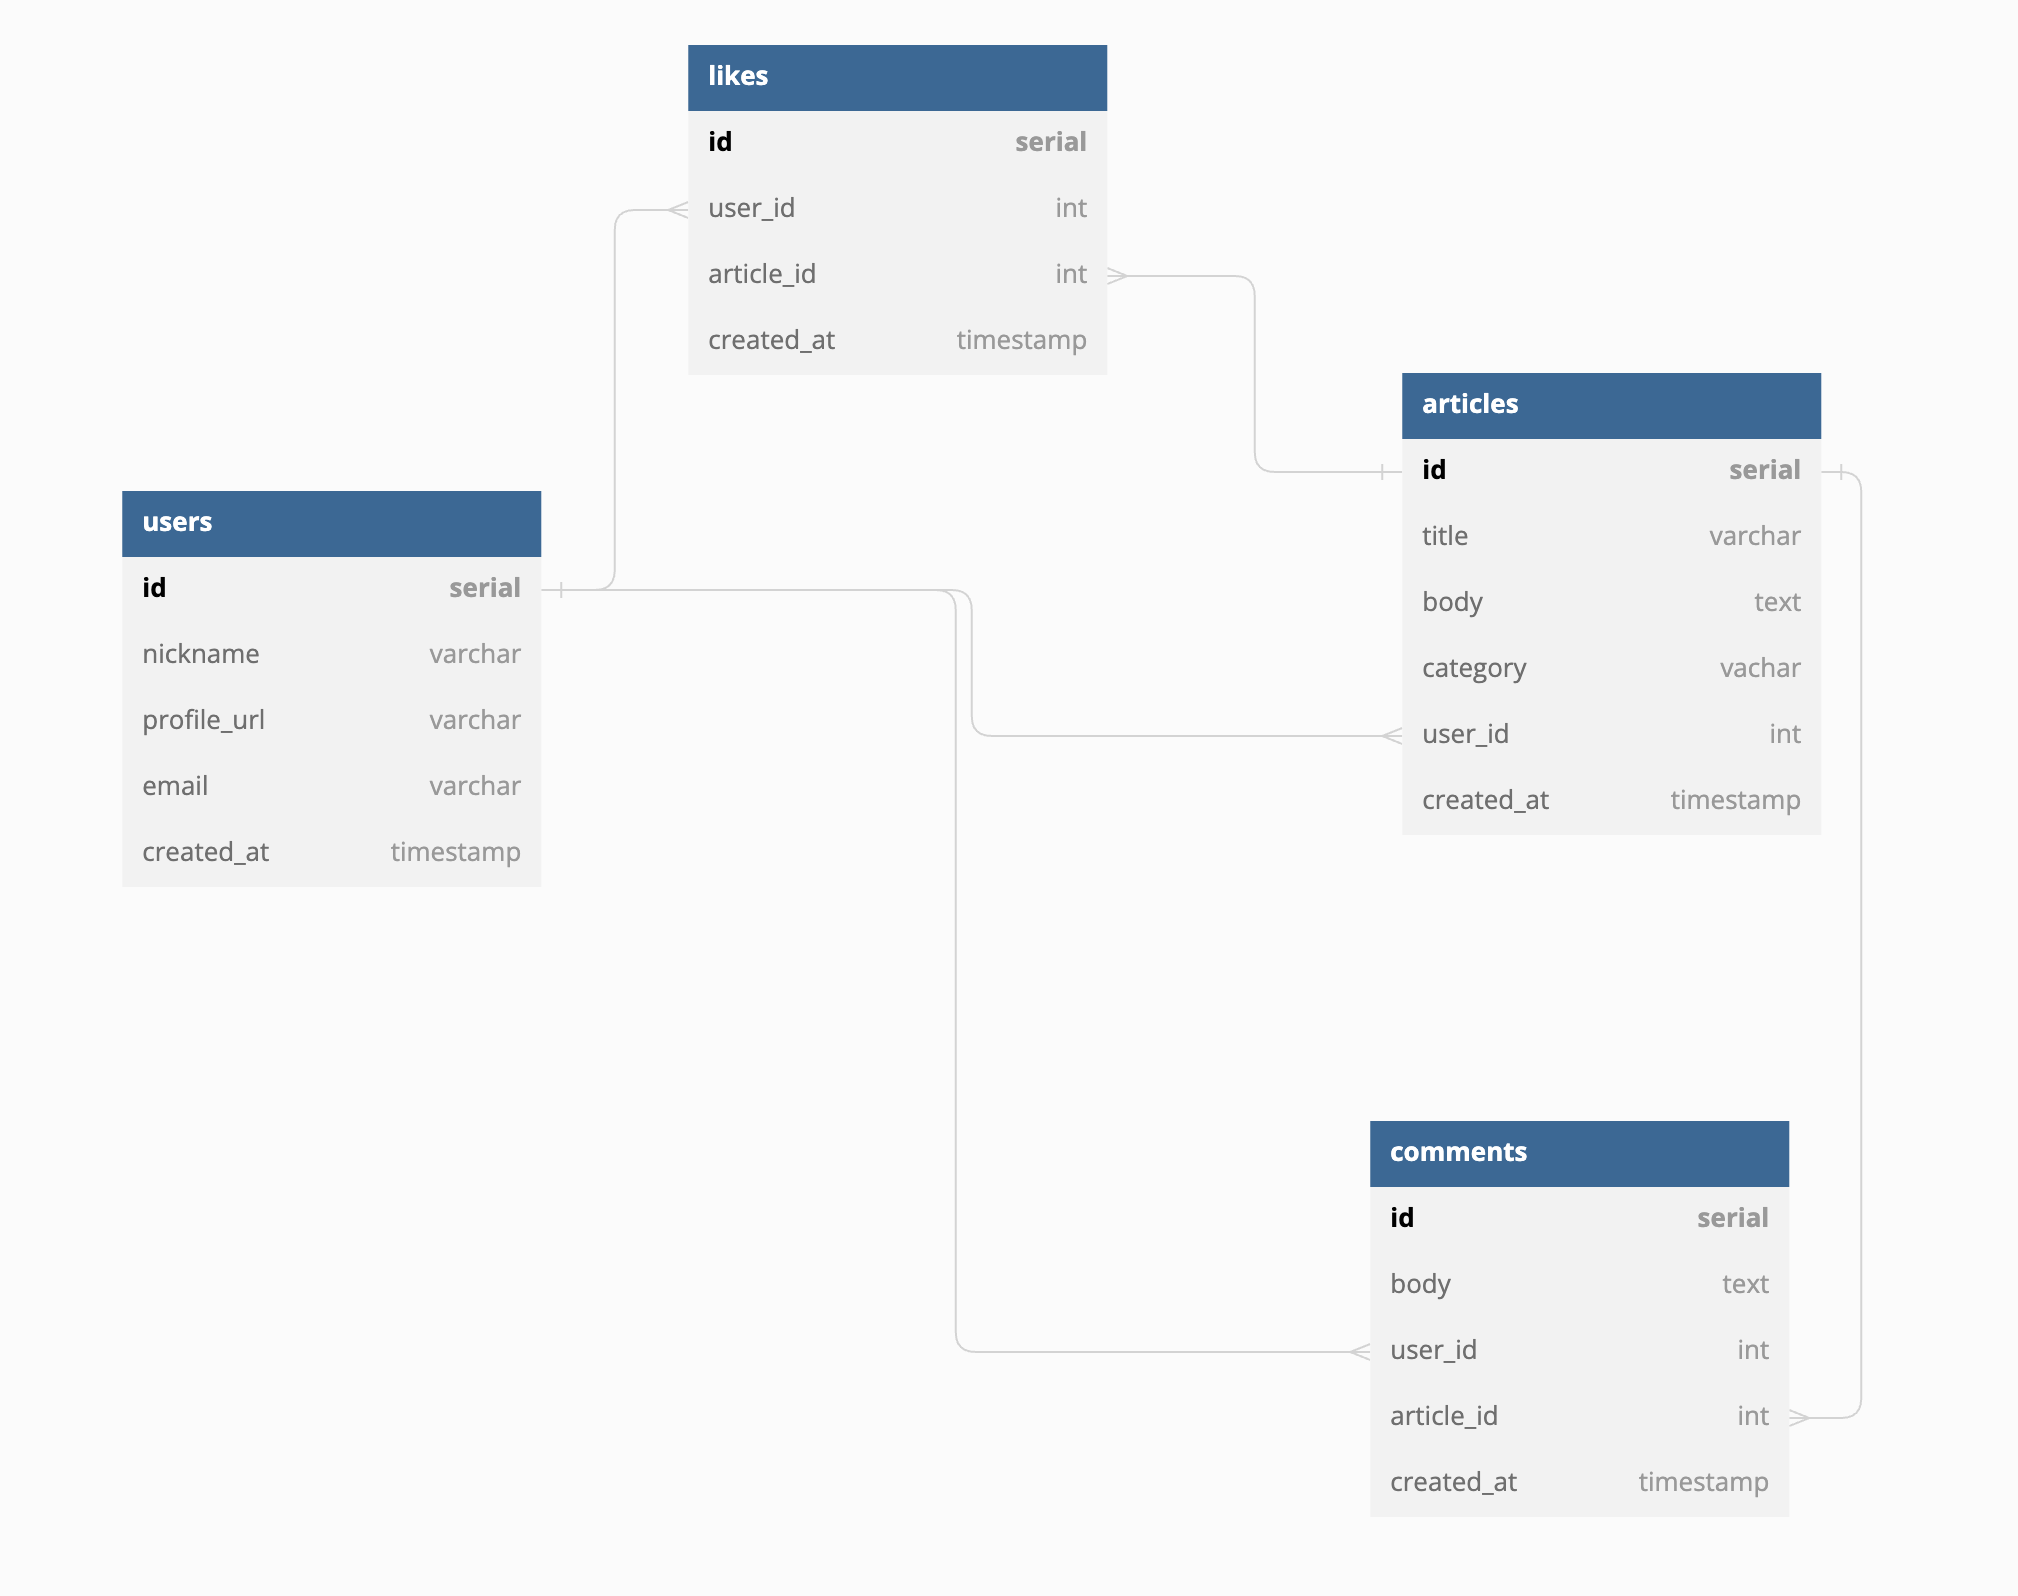 likes
id serial
user_id int
article_id int
created_at timestamp
users
id serial
nickname varchar
profile_url varchar
email varchar
created_at timestamp
articles
id serial
title varchar
body text
category vachar
user_id int
created_at timestamp
comments
id serial
body text
user_id int
article_id int
created_at timestamp